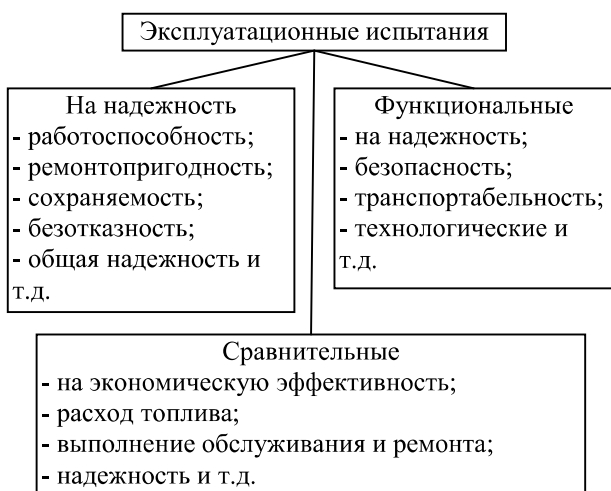 Эксплуатационные испытания
На надежность
- работоспособность;
- ремонтопригодность;
- сохраняемость;
- безотказность;
- общая надежность и
т.д.
Функциональные
- на надежность;
- безопасность;
- транспортабельность;
- технологические и
т.д.
Сравнительные
- на экономическую эффективность;
- расход топлива;
- выполнение обслуживания и ремонта;
- надежность и т.д.